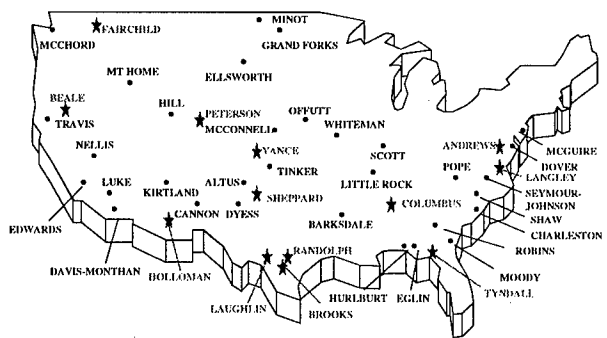 MINOT
FAIRCHILD
MCCHORD
GRAND FORKS
ELLSWORTH
MT HOME
BEALE
HILL
PETERSON
OFFUTT
TRAVIS
MCCONNELL
WHITEMAN
MCGUIRE
ANDREWS
NELLIS
VANCE
SCOTT
DOVER
TINKER
POPE
LANGLEY
LUKE
KIRTLAND
ALTUS
LITTLE ROCK
SEYMOUR-
JOHNSON
SHEPPARD
CANNON
DYESS
COLUMBUS
SHAW
EDWARDS
BARKSDALE
CHARLESTON
ROBINS
DAVIS-MONTHAN
RANDOLPH
HOLLOMAN
MOODY
LAUGHLIN
HURLBURT
EGLIN
TYNDALL
BROOKS